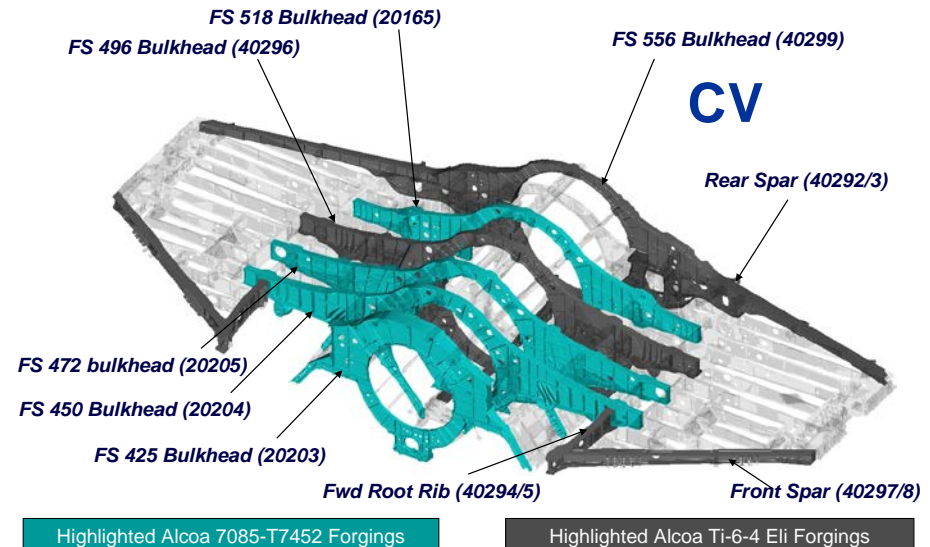 FS 518 Bulkhead (20165)
FS 496 Bulkhead (40296)
FS 556 Bulkhead (40299)
CV
Rear Spar (40292/3)
FS 472 bulkhead (20205)
FS 450 Bulkhead (20204)
FS 425 Bulkhead (20203)
Fwd Root Rib (40294/5)
Front Spar (40297/8)
Highlighted Alcoa 7085-T7452 Forgings
Highlighted Alcoa Ti-6-4 Eli Forgings